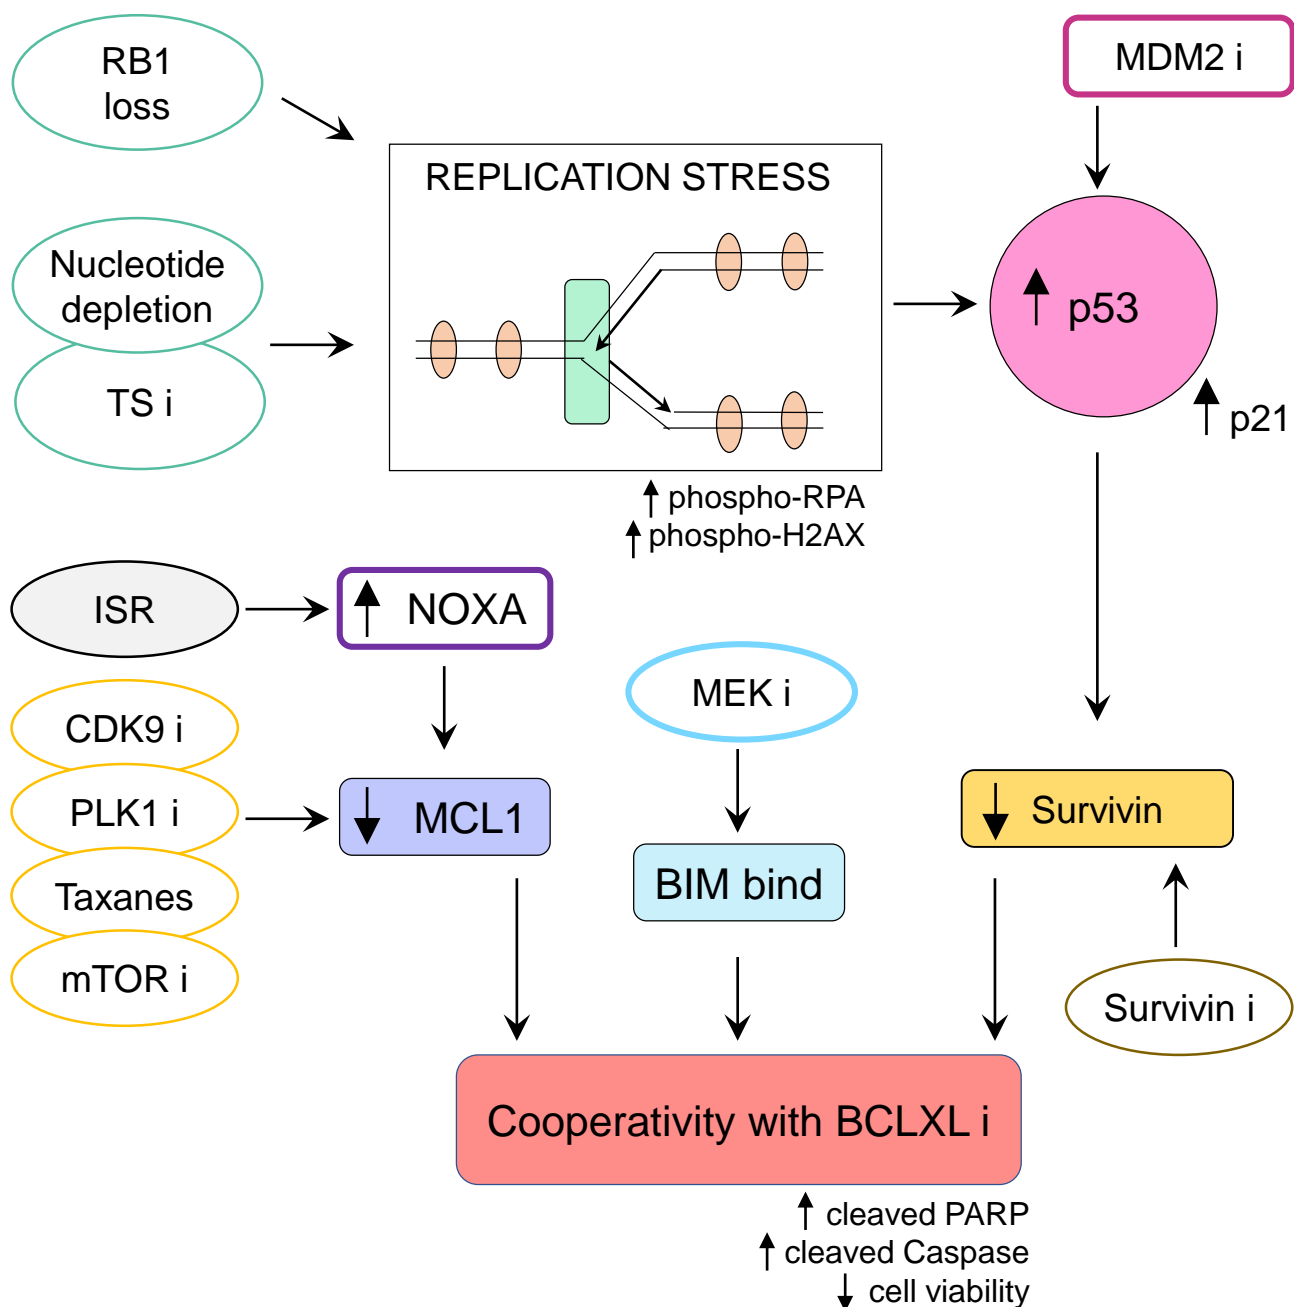 RB1
loss
MDM2 i
REPLICATION STRESS
Nucleotide
depletion
TS i
p53
p21
phospho-RPA
phospho-H2AX
ISR
NOXA
MEK i
CDK9 i
PLK1 i
Taxanes
mTOR i
MCL1
BIM bind
Survivin
Survivin i
Cooperativity with BCLXL i
cleaved PARP
cleaved Caspase
cell viability